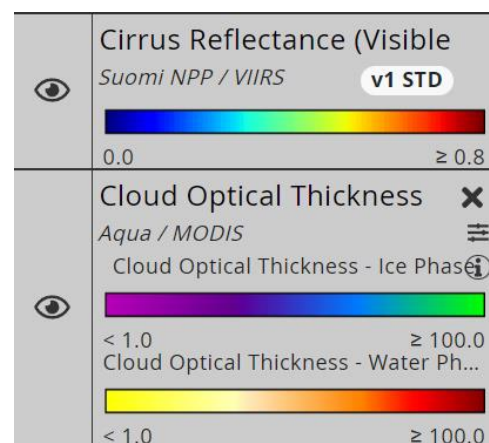 Cirrus Reflectance (Visible
Suomi NPP / VIIRS v1 STD
0.0 ≥ 0.8
Cloud Optical Thickness
Aqua / MODIS
Cloud Optical Thickness - Ice Phase
< 1.0 ≥ 100.0
Cloud Optical Thickness - Water Ph...
< 1.0 ≥ 100.0